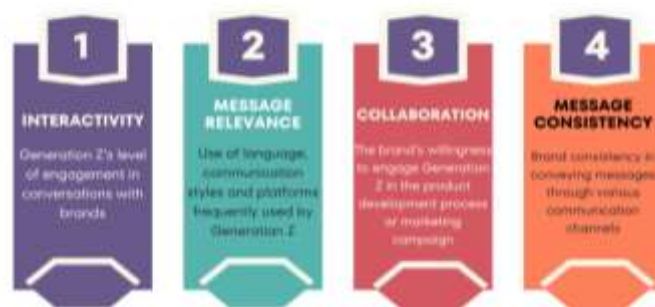 1
INTERACTIVITY
Generation Z's level
of engagement in
conversations with
brands
2
MESSAGE
RELEVANCE
Use of language,
communication
styles and platforms
frequently used by
Generation Z
3
COLLABORATION
The brand's willingness
to engage Generation
Z in the product
development process
or marketing
campaign
4
MESSAGE
CONSISTENCY
Brand consistency in
conveying messages
through various
communication
channels